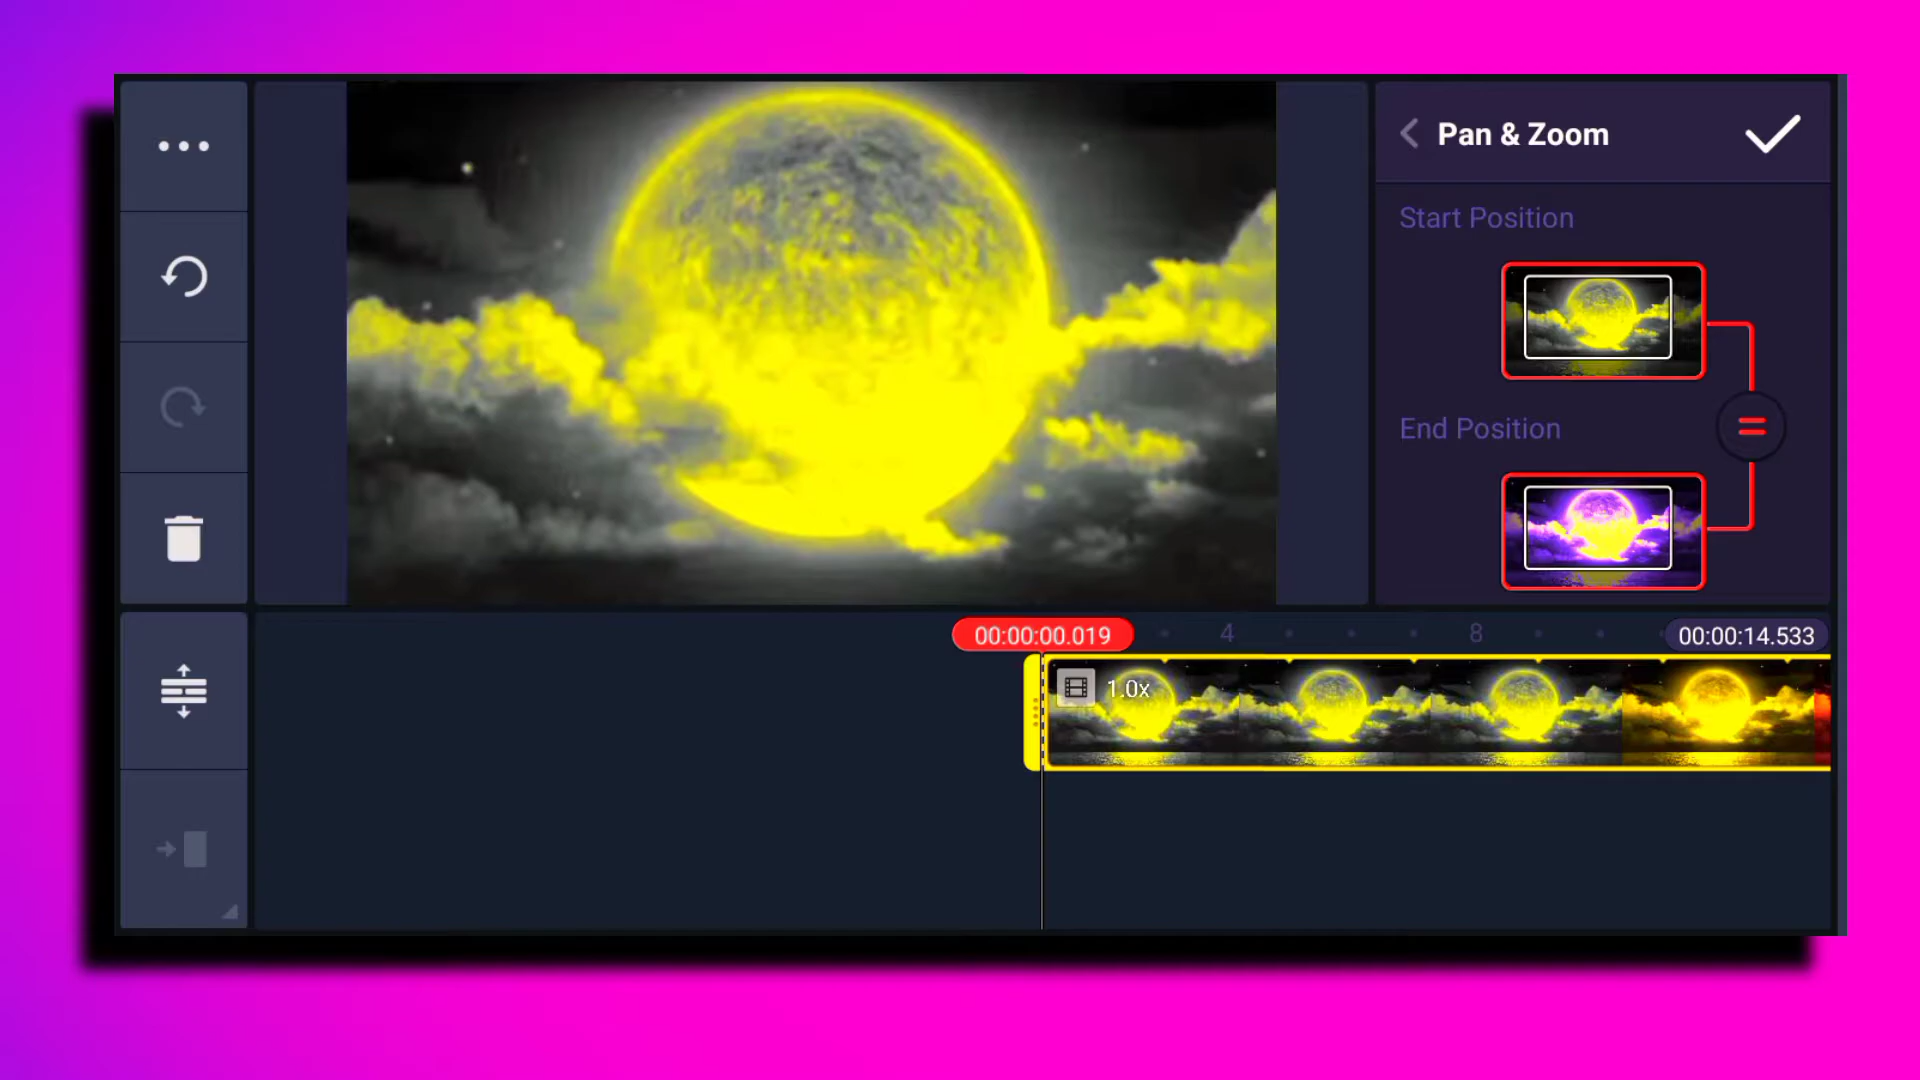 Pan & Zoom
Start Position
End Position
00:00:00.019
4
8
00:00:14.533
1.0x